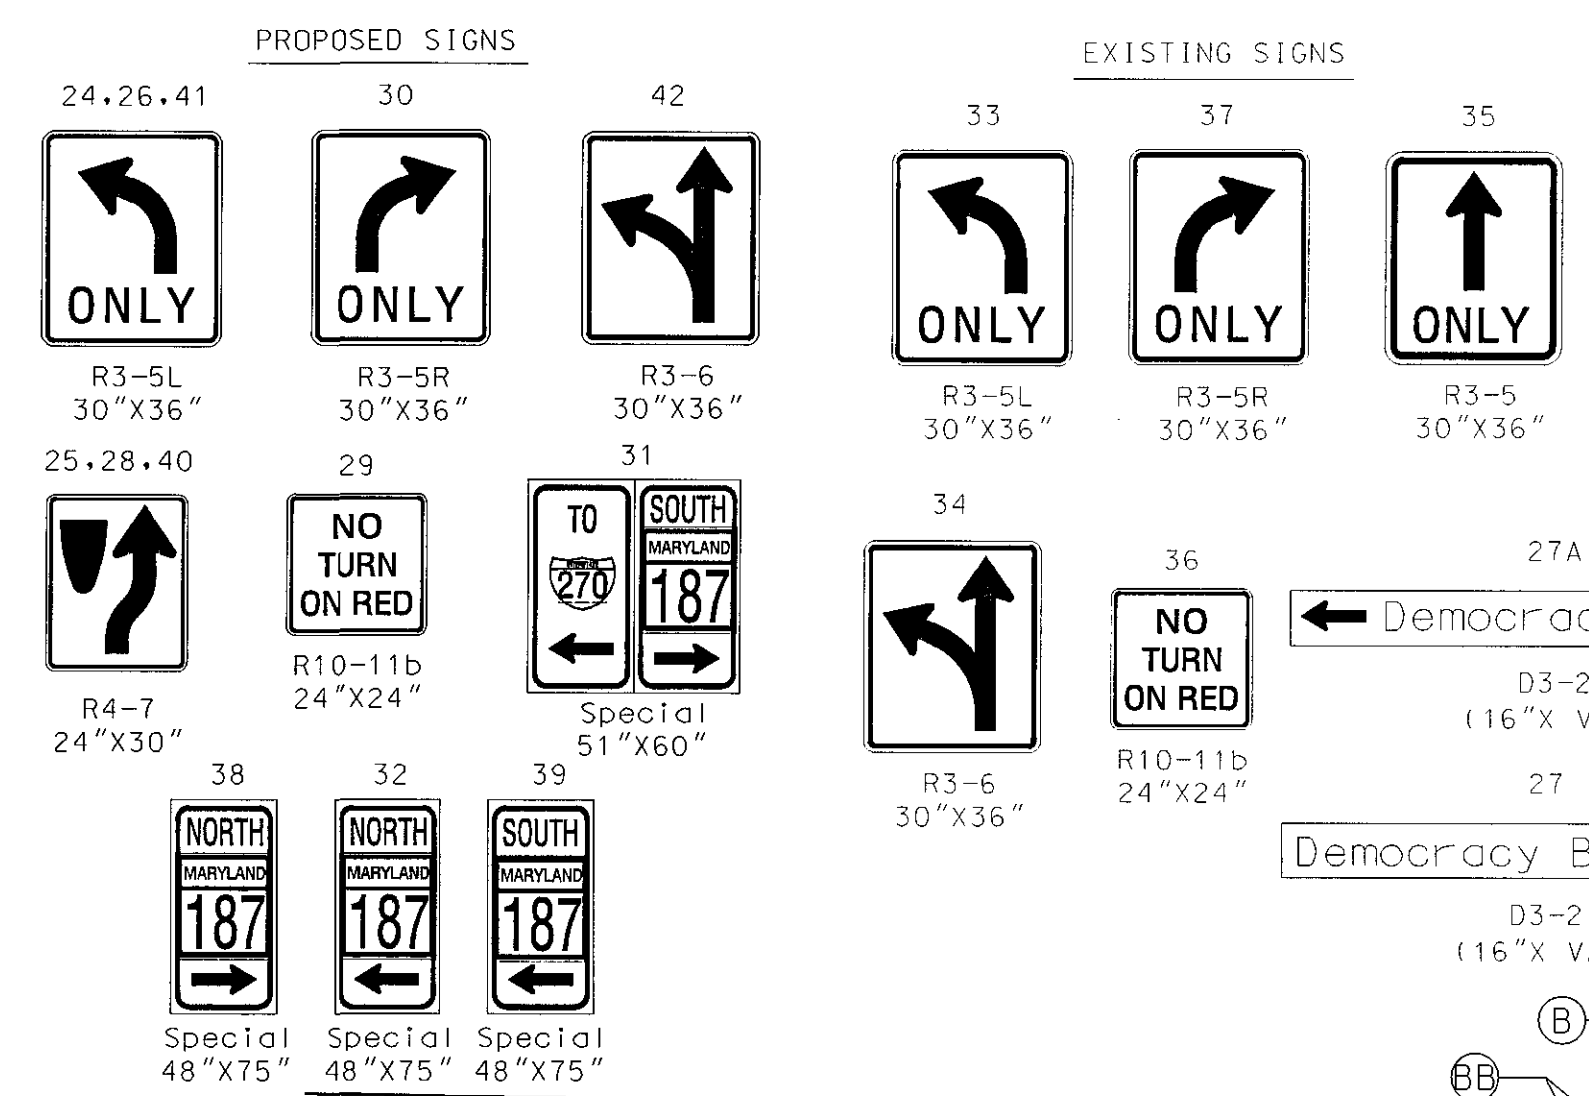 PROPOSED SIGNS
24,26,41
30
42
ONLY
ONLY
R3-5L
30"X36"
R3-5R
30"X36"
R3-6
30"X36"
25,28,40
29
31
NO
TURN
ON RED
TO
270
SOUTH
MARYLAND
187
R4-7
24"X30"
R10-11b
24"X24"
Special
51"X60"
38
32
39
NORTH
MARYLAND
187
NORTH
MARYLAND
187
SOUTH
MARYLAND
187
Special
48"X75"
Special
48"X75"
Special
48"X75"
EXISTING SIGNS
33
37
35
ONLY
ONLY
ONLY
R3-5L
30"X36"
R3-5R
30"X36"
R3-5
30"X36"
34
36
27A
NO
TURN
ON RED
Democrac
R3-6
30"X36"
R10-11b
24"X24"
D3-2
(16"X V
27
Democracy B
D3-2
(16"X V.
B
BB